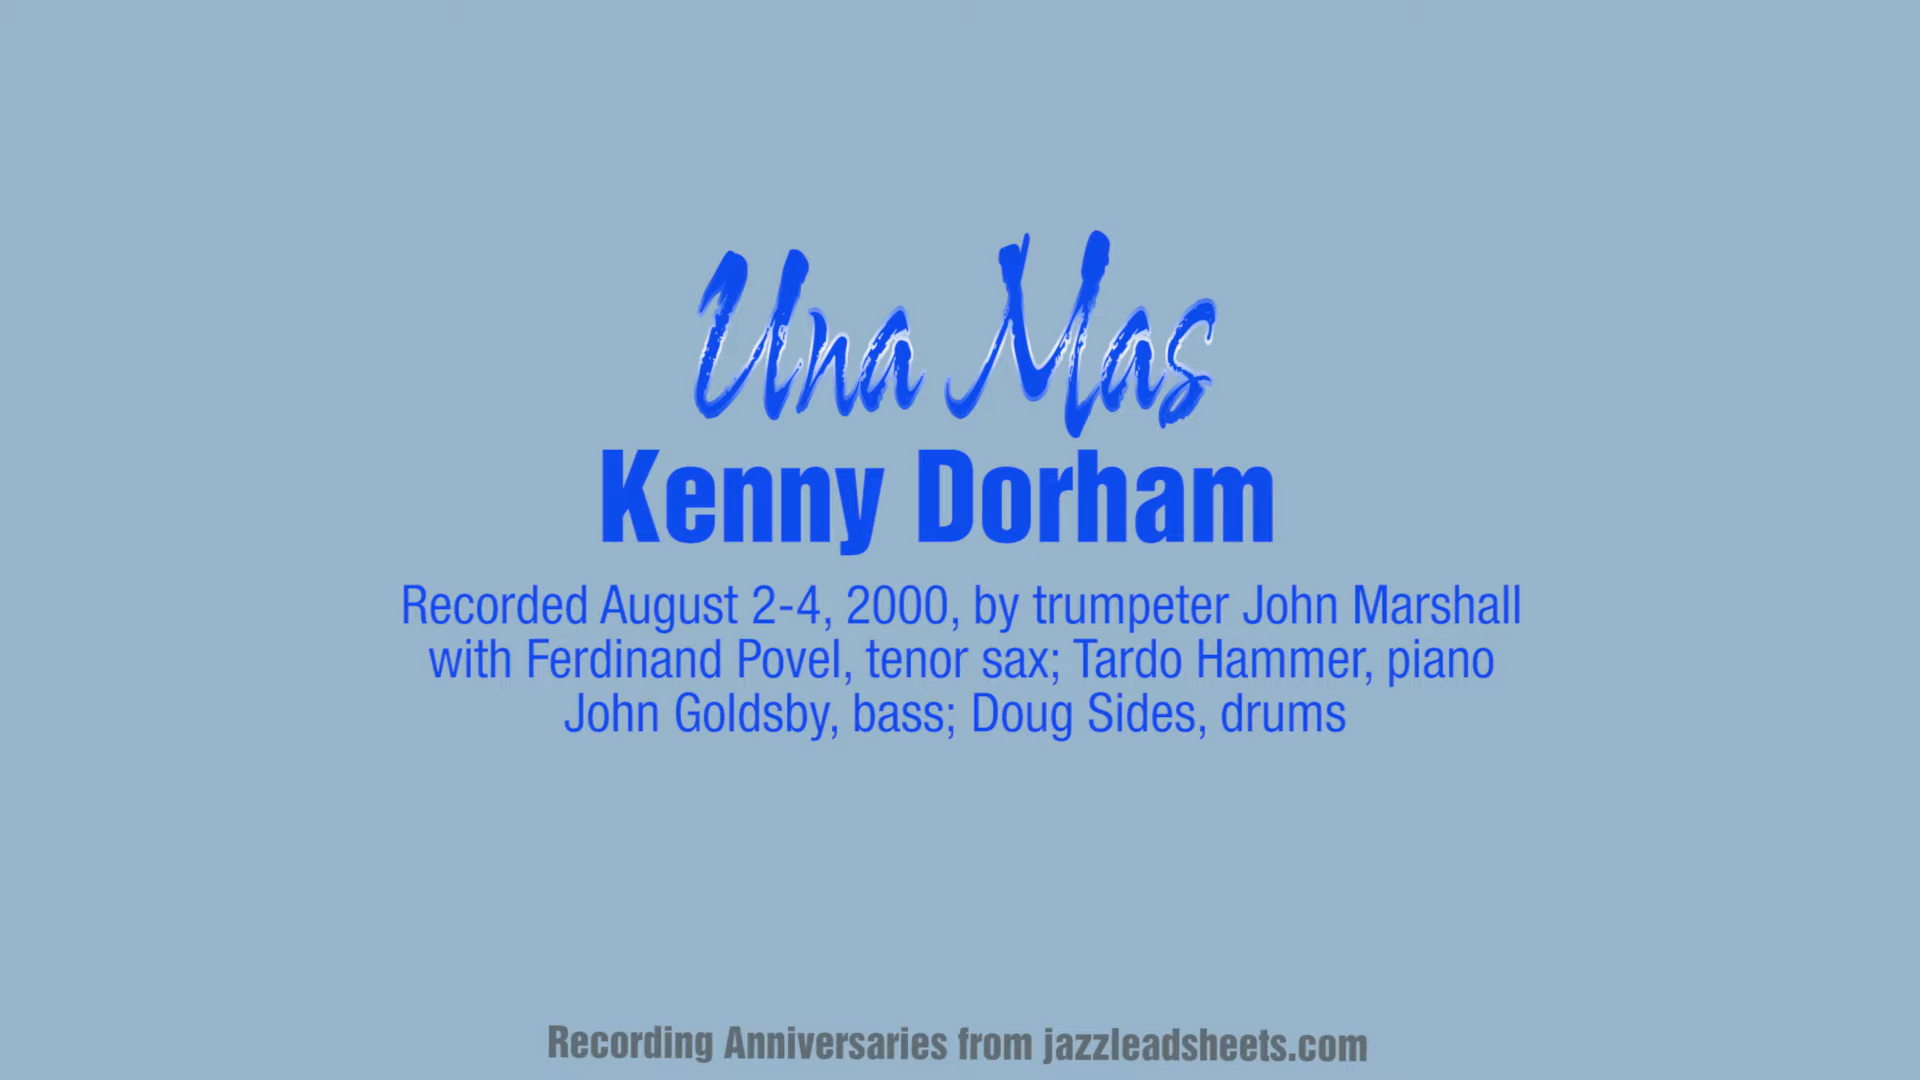 Una Mas
Kenny Dorham
Recorded August 2-4, 2000, by trumpeter John Marshall
with Ferdinand Povel, tenor sax; Tardo Hammer, piano
John Goldsby, bass; Doug Sides, drums
Recording Anniversaries from jazzleadsheets.com